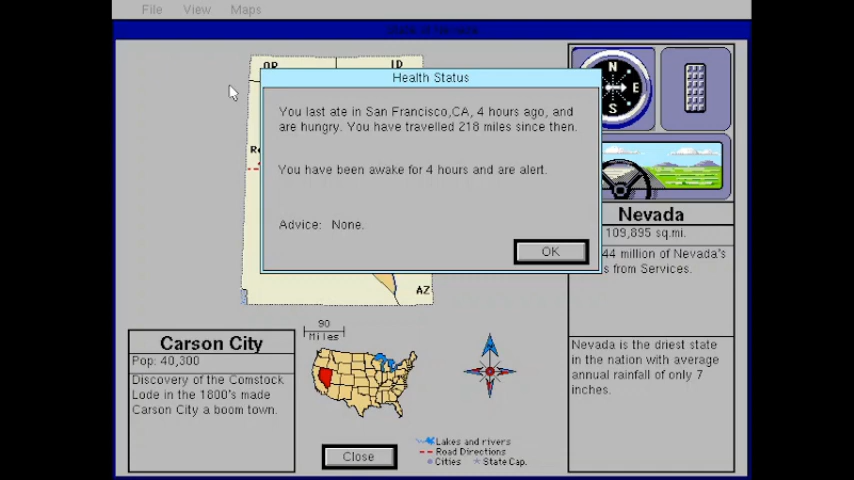 File View Maps
State of Nevada
OR ID
Health Status
You last ate in San Francisco,CA, 4 hours ago, and
are hungry. You have travelled 218 miles since then.
You have been awake for 4 hours and are alert.
Advice: None.
OK
AZ
N
E
S
Nevada
109,895 sq.mi.
44 million of Nevada's
from Services.
Nevada is the driest state
in the nation with average
annual rainfall of only 7
inches.
Carson City
Pop: 40,300
Discovery of the Comstock
Lode in the 1800's made
Carson City a boom town.
90
Miles
Close
Lakes and rivers
Road Directions
Cities State Cap.